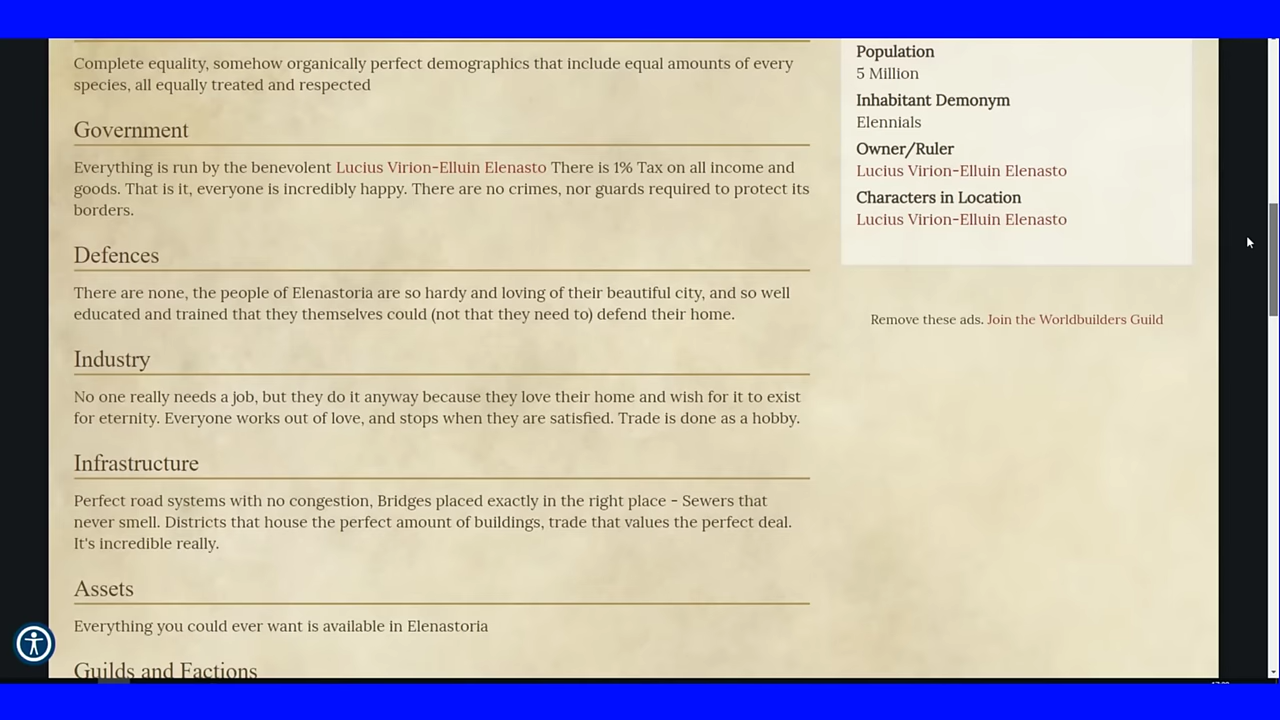 Complete equality, somehow organically perfect demographics that include equal amounts of every
species, all equally treated and respected
Government
Everything is run by the benevolent Lucius Virion-Elluin Elenasto There is 1% Tax on all income and
goods. That is it, everyone is incredibly happy. There are no crimes, nor guards required to protect its
borders.
Defences
There are none, the people of Elenastoria are so hardy and loving of their beautiful city, and so well
educated and trained that they themselves could (not that they need to) defend their home.
Industry
No one really needs a job, but they do it anyway because they love their home and wish for it to exist
for eternity. Everyone works out of love, and stops when they are satisfied. Trade is done as a hobby.
Infrastructure
Perfect road systems with no congestion, Bridges placed exactly in the right place - Sewers that
never smell. Districts that house the perfect amount of buildings, trade that values the perfect deal.
It's incredible really.
Assets
Everything you could ever want is available in Elenastoria
Guilds and Factions
Population
5 Million
Inhabitant Demonym
Elennials
Owner/Ruler
Lucius Virion-Elluin Elenasto
Characters in Location
Lucius Virion-Elluin Elenasto
Remove these ads. Join the Worldbuilders Guild